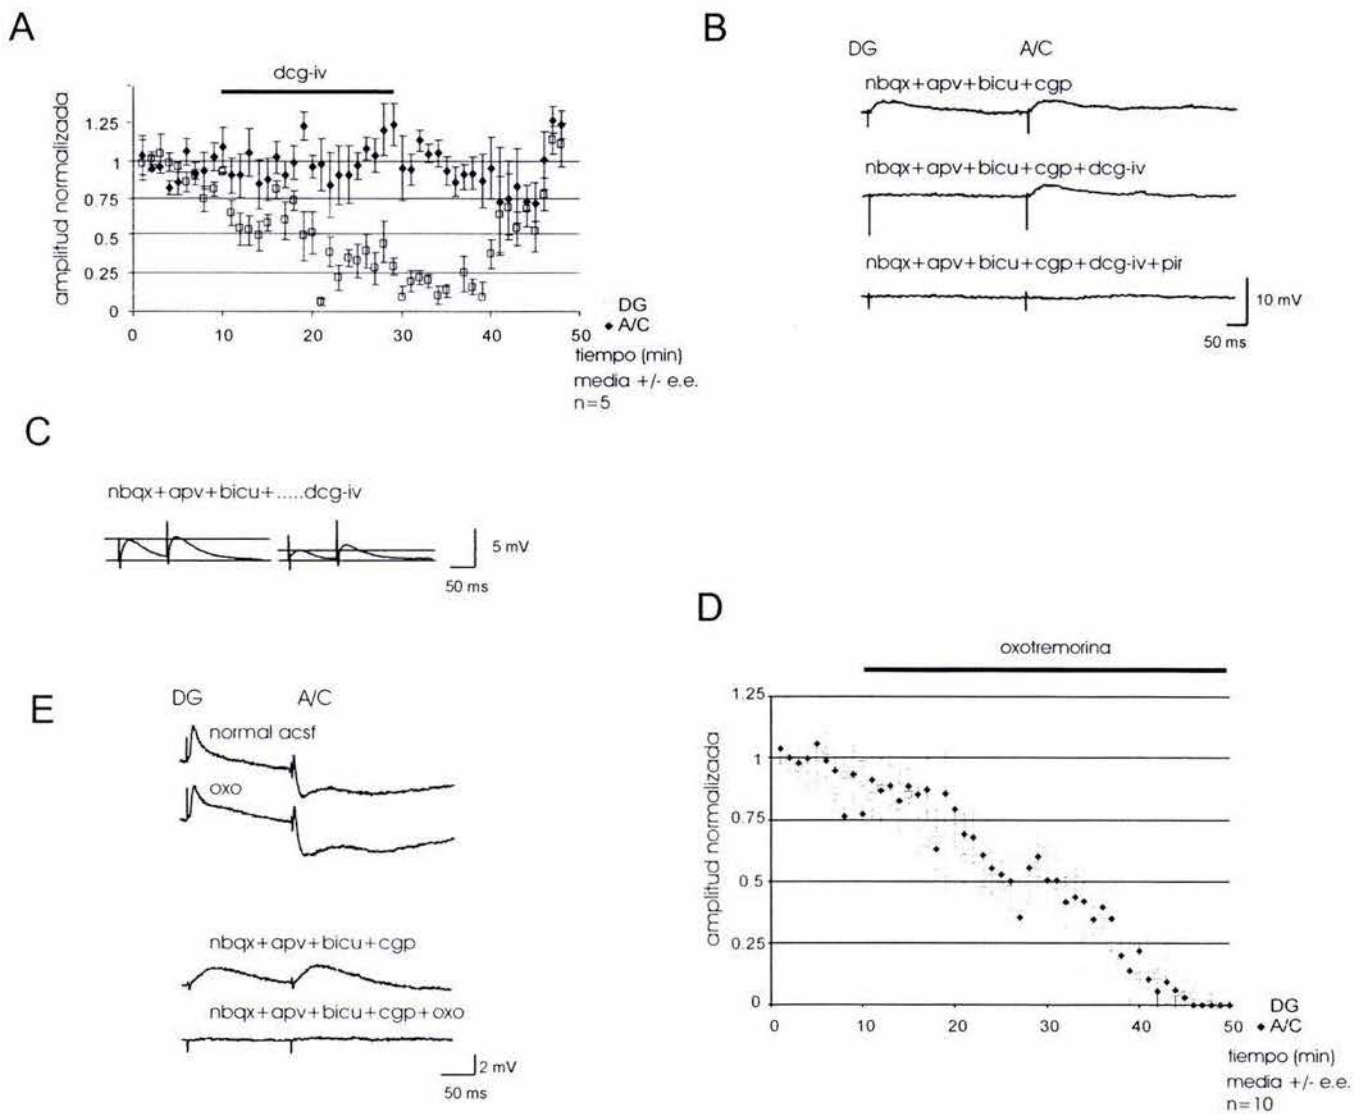 A
dcg-iv
amplitud normalizada
1.25
1
0.75
0.5
0.25
0
0
10
20
30
40
50
DG
A/C
tiempo (min)
media +/- e.e.
n=5
B
DG A/C
nbqx+apv+bicu+cgp
nbqx+apv+bicu+cgp+dcg-iv
nbqx+apv+bicu+cgp+dcg-iv+pir
10 mV
50 ms
C
nbqx+apv+bicu+.....dcg-iv
5 mV
50 ms
D
oxotremorina
amplitud normalizada
1.25
1
0.75
0.5
0.25
0
0
10
20
30
40
50
DG
A/C
tiempo (min)
media +/- e.e.
n=10
E
DG A/C
normal acsf
oxo
nbqx+apv+bicu+cgp
nbqx+apv+bicu+cgp+oxo
2 mV
50 ms